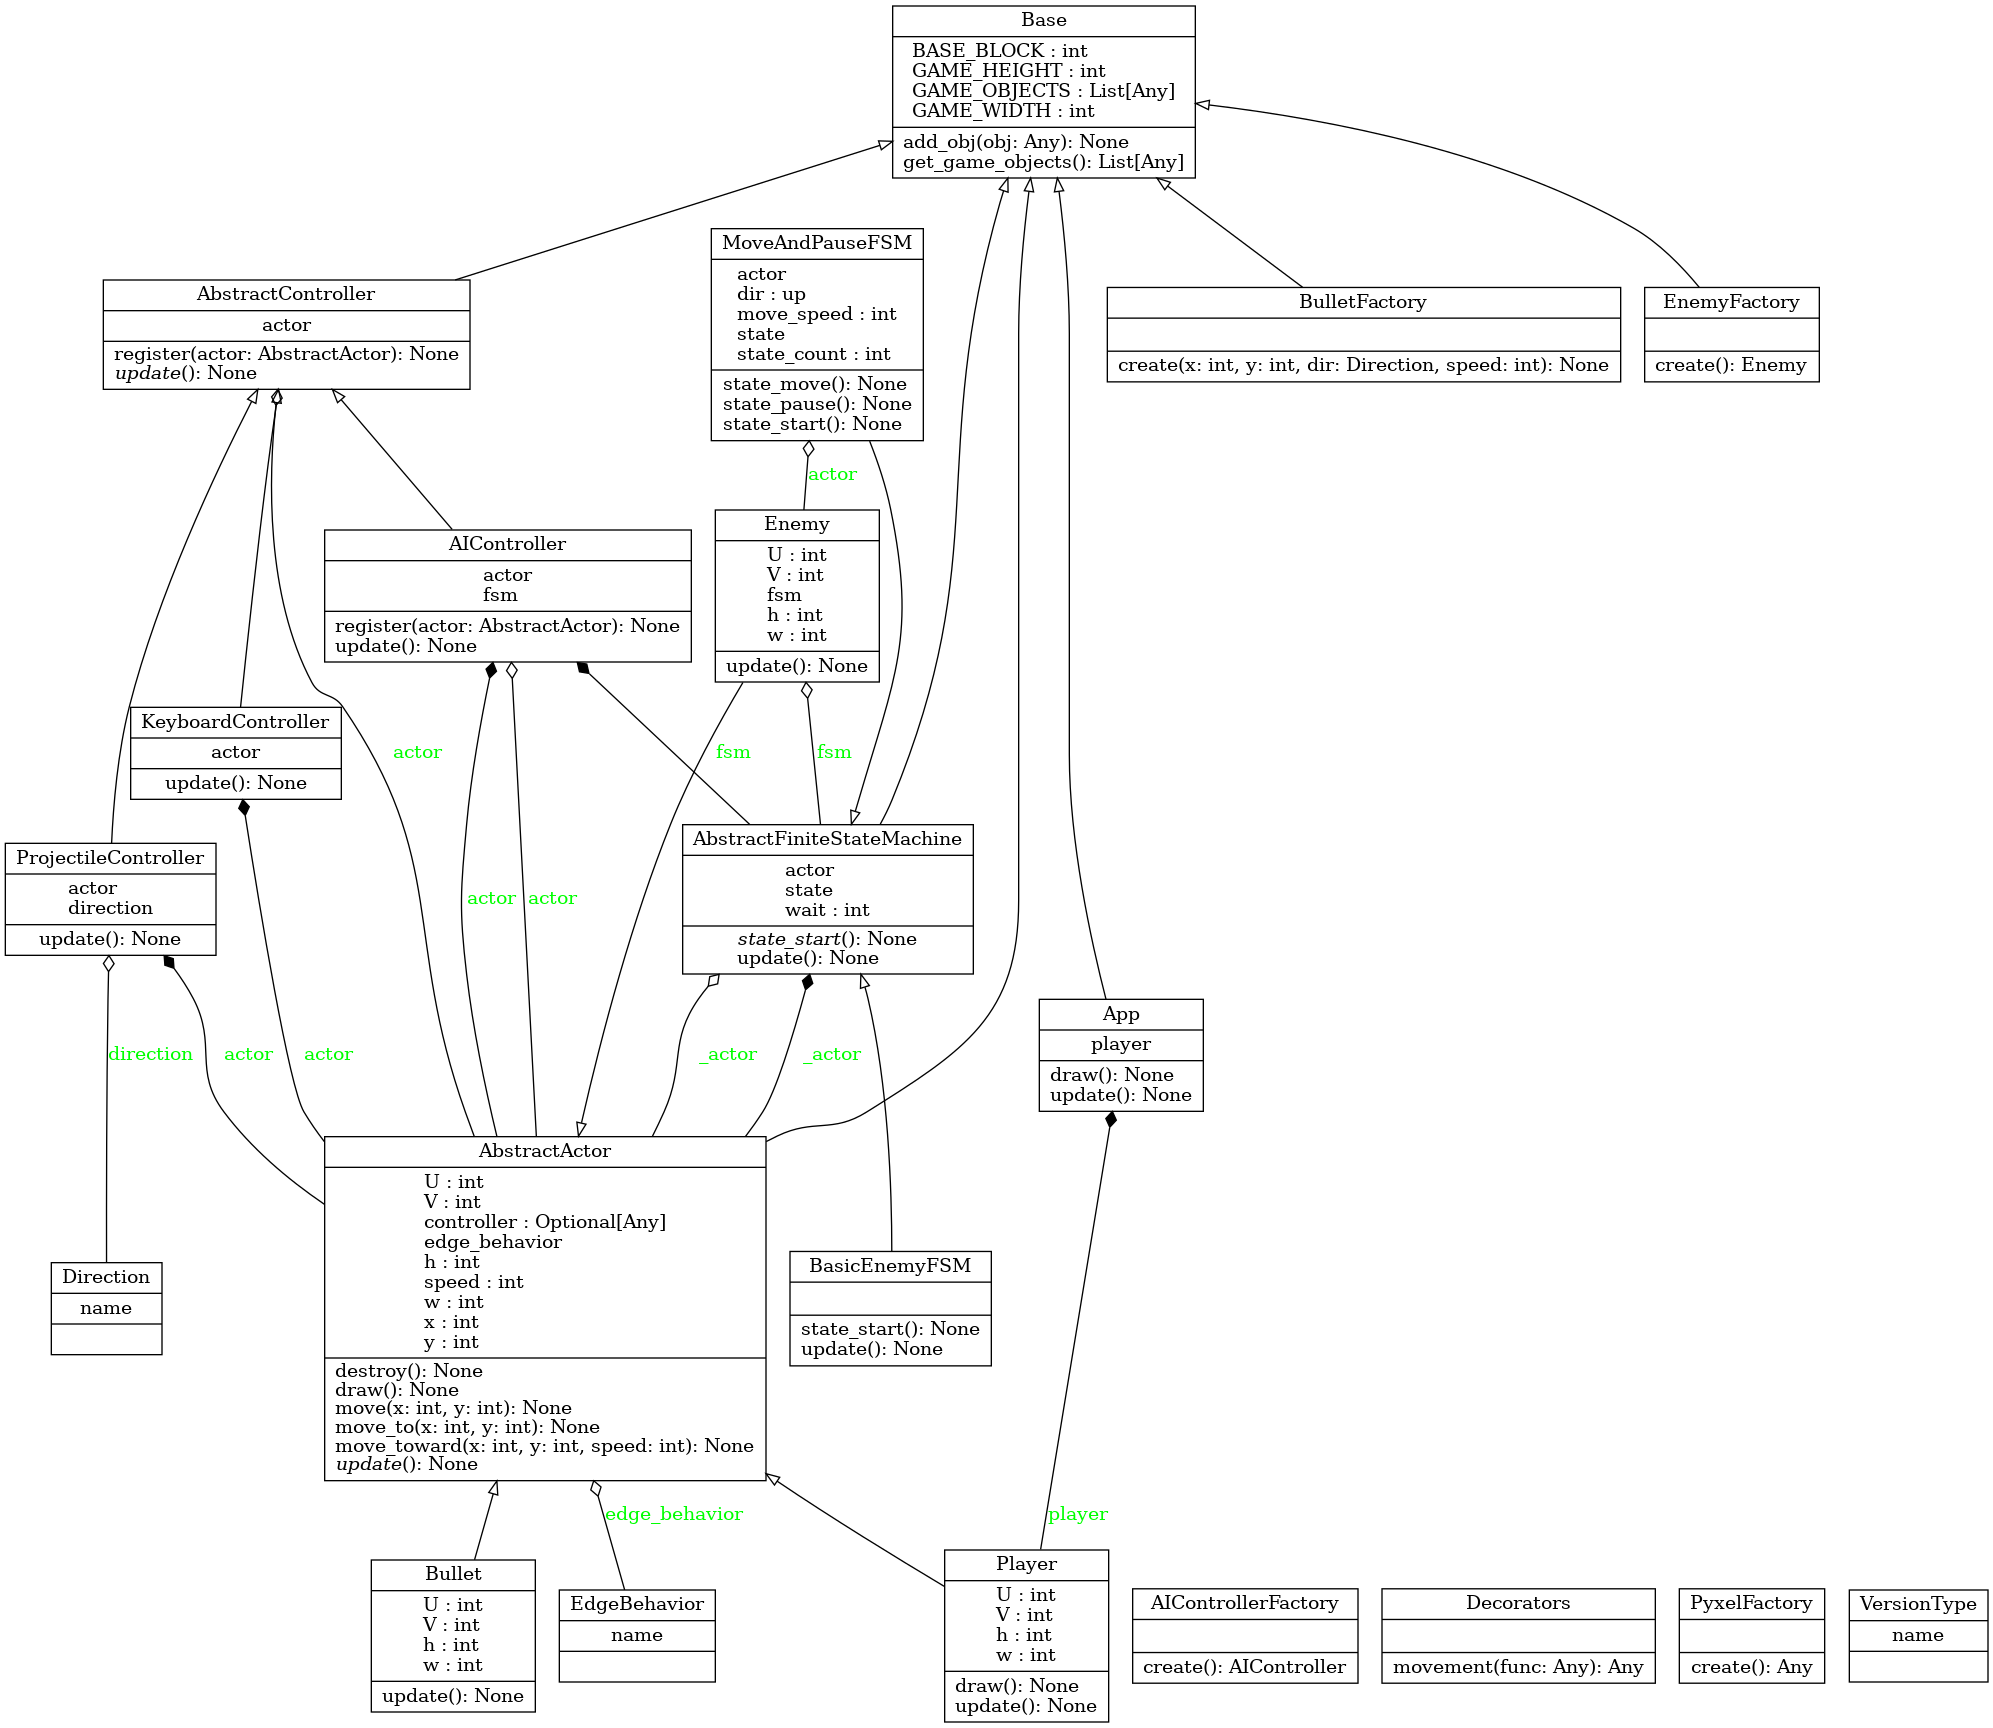 Base
BASE_BLOCK : int
GAME_HEIGHT : int
GAME_OBJECTS : List[Any]
GAME_WIDTH : int
add_obj(obj: Any): None
get_game_objects(): List[Any]
AbstractController
actor
register(actor: AbstractActor): None
update(): None
MoveAndPauseFSM
actor
dir : up
move_speed : int
state
state_count : int
state_move(): None
state_pause(): None
state_start(): None
BulletFactory
create(x: int, y: int, dir: Direction, speed: int): None
EnemyFactory
create(): Enemy
actor
AIController
actor
fsm
register(actor: AbstractActor): None
update(): None
Enemy
U : int
V : int
fsm
h : int
w : int
update(): None
KeyboardController
actor
update(): None
actor
fsm
fsm
ProjectileController
actor
direction
update(): None
actor
actor
AbstractFiniteStateMachine
actor
state
wait : int
state_start(): None
update(): None
App
player
draw(): None
update(): None
direction
actor
actor
_actor
_actor
Direction
name
AbstractActor
U : int
V : int
controller : Optional[Any]
edge_behavior
h : int
speed : int
w : int
x : int
y : int
destroy(): None
draw(): None
move(x: int, y: int): None
move_to(x: int, y: int): None
move_toward(x: int, y: int, speed: int): None
update(): None
BasicEnemyFSM
state_start(): None
update(): None
edge_behavior
player
Bullet
U : int
V : int
h : int
w : int
update(): None
EdgeBehavior
name
Player
U : int
V : int
h : int
w : int
draw(): None
update(): None
AIControllerFactory
create(): AIController
Decorators
movement(func: Any): Any
PyxelFactory
create(): Any
VersionType
name